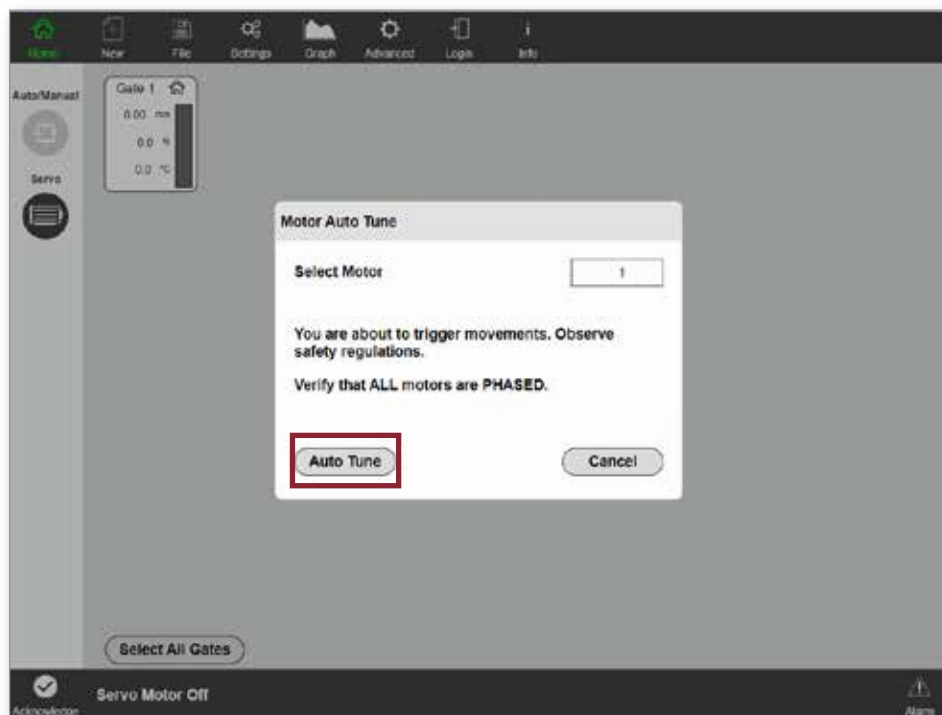 Home New File Settings Graph Advanced Login Info
Auto/Manual
Servo
Gate 1
0.00 mm
0.0 %
0.0 °C
Motor Auto Tune
Select Motor 1
You are about to trigger movements. Observe
safety regulations.
Verify that ALL motors are PHASED.
Auto Tune Cancel
Select All Gates
Acknowledge Servo Motor Off Alarm